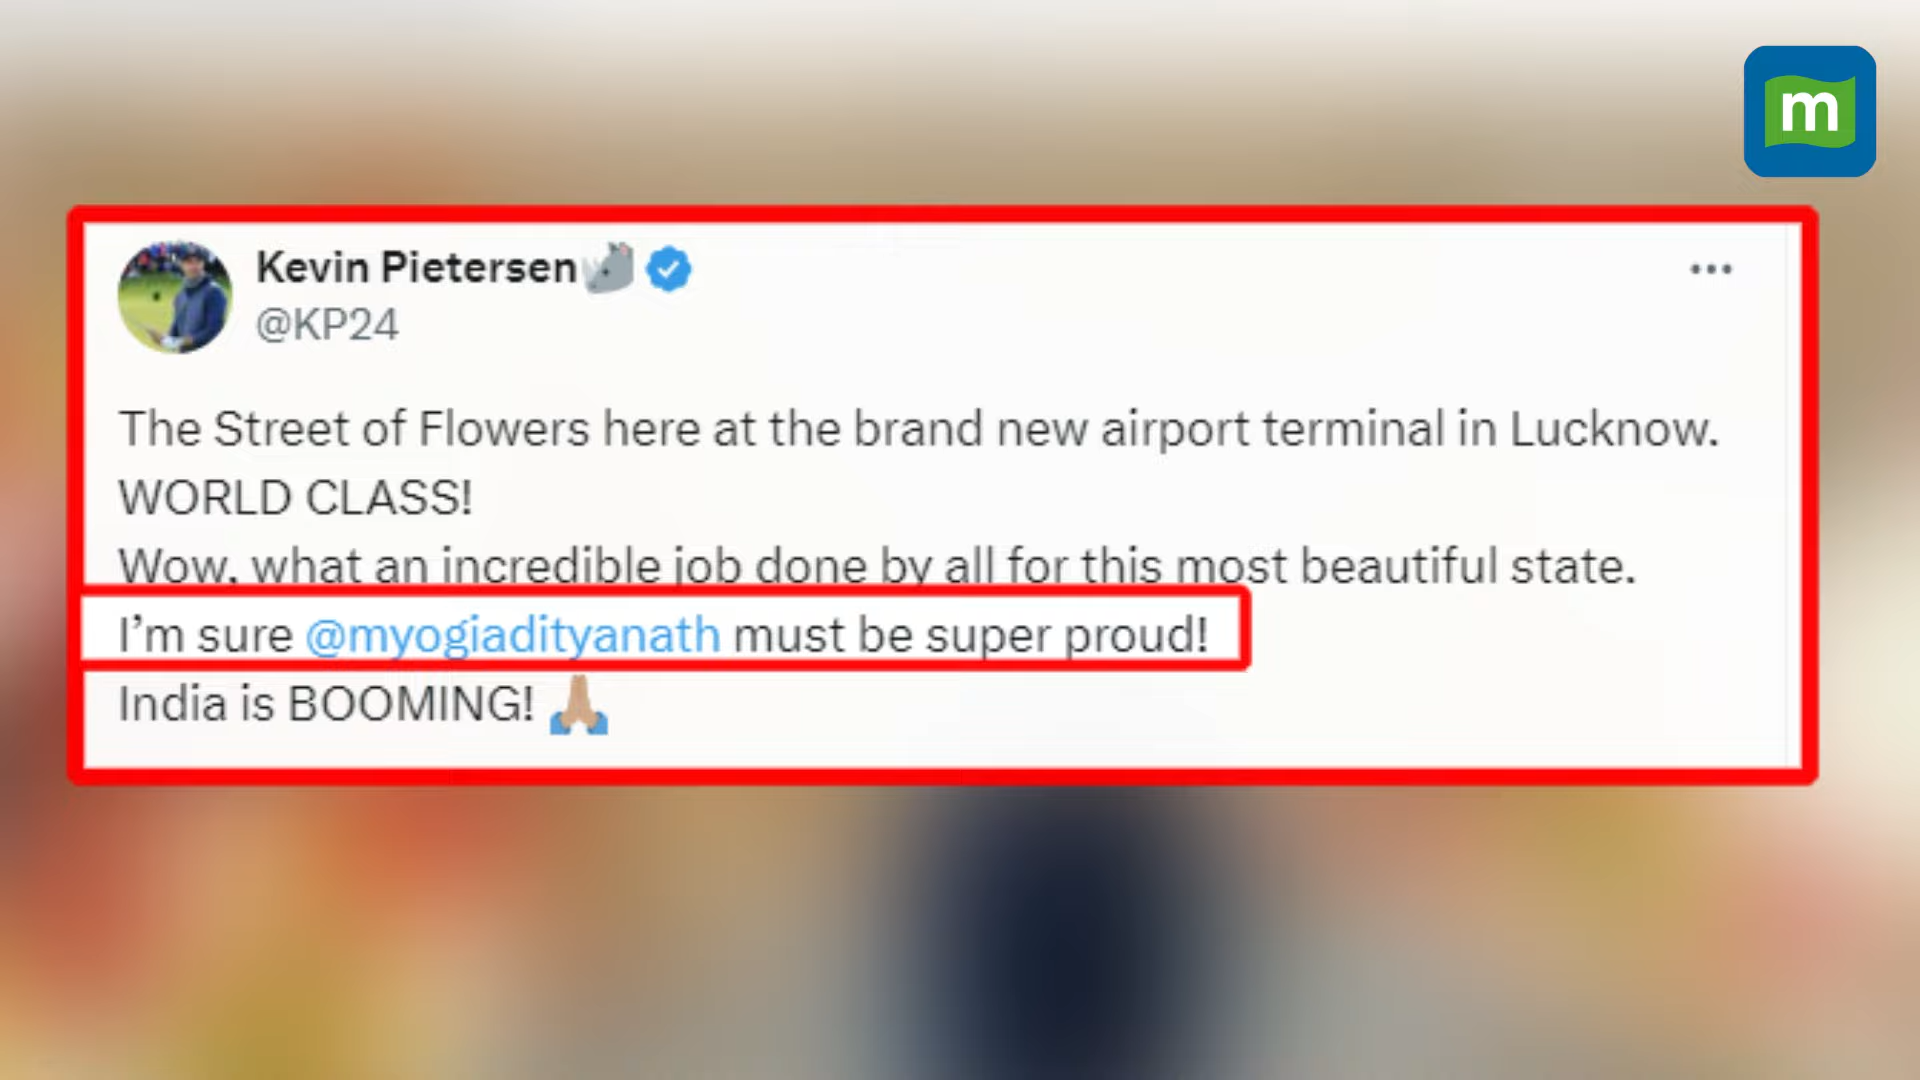 m
Kevin Pietersen🦏
@KP24
The Street of Flowers here at the brand new airport terminal in Lucknow.
WORLD CLASS!
Wow, what an incredible job done by all for this most beautiful state.
I’m sure @myogiadityanath must be super proud!
India is BOOMING! 🙏🏽